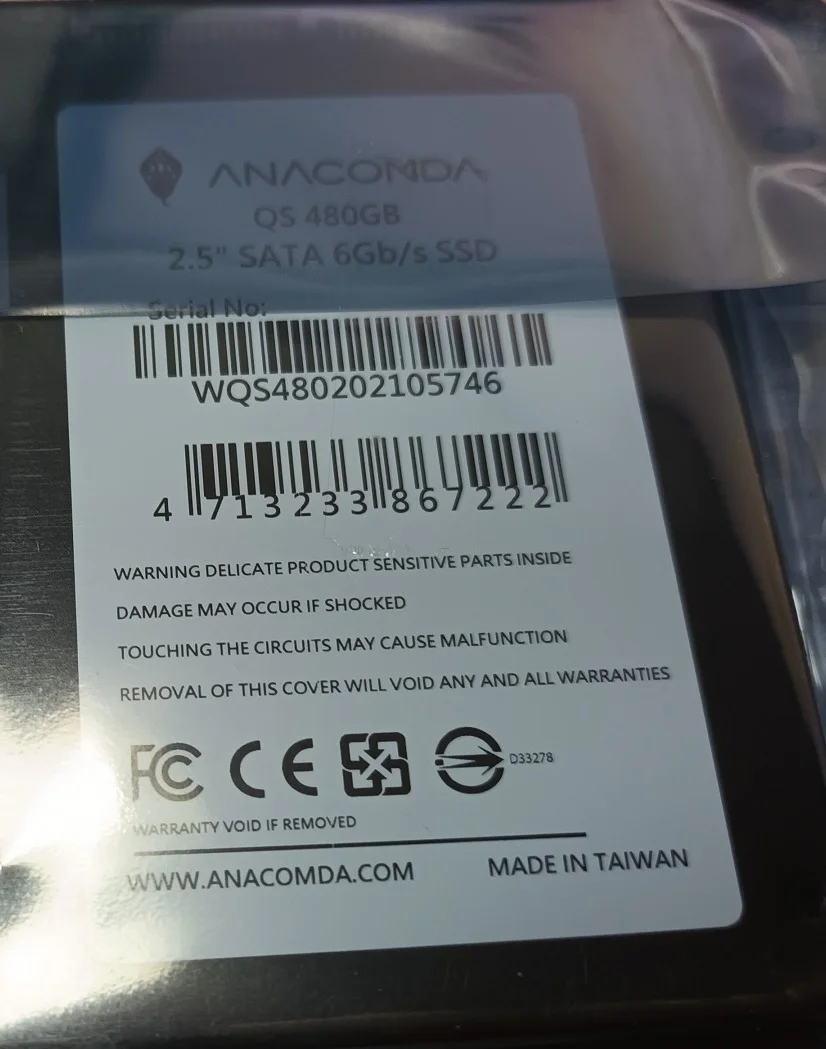 ANACOMDA
QS 480GB
2.5" SATA 6Gb/s SSD
Serial No:
WQS480202105746
4 713233 867222
WARNING DELICATE PRODUCT SENSITIVE PARTS INSIDE
DAMAGE MAY OCCUR IF SHOCKED
TOUCHING THE CIRCUITS MAY CAUSE MALFUNCTION
REMOVAL OF THIS COVER WILL VOID ANY AND ALL WARRANTIES
FC CE D33278
WARRANTY VOID IF REMOVED
WWW.ANACOMDA.COM MADE IN TAIWAN